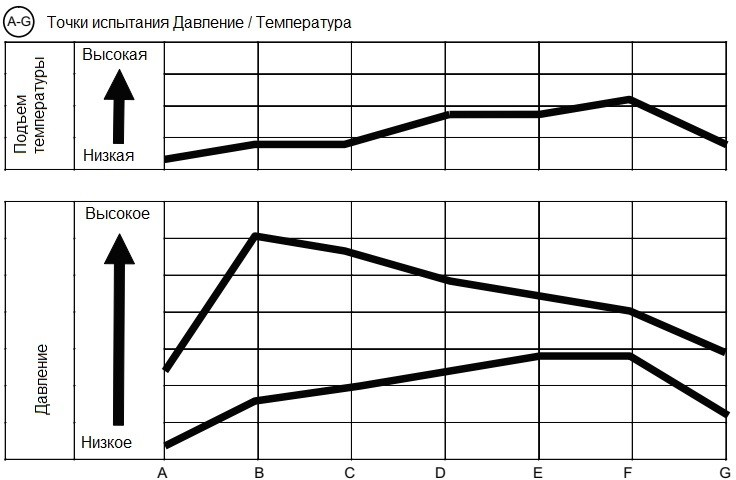 A-G Точки испытания Давление / Температура
Подъем
температуры
Высокая
Низкая
Давление
Высокое
Низкое
A B C D E F G